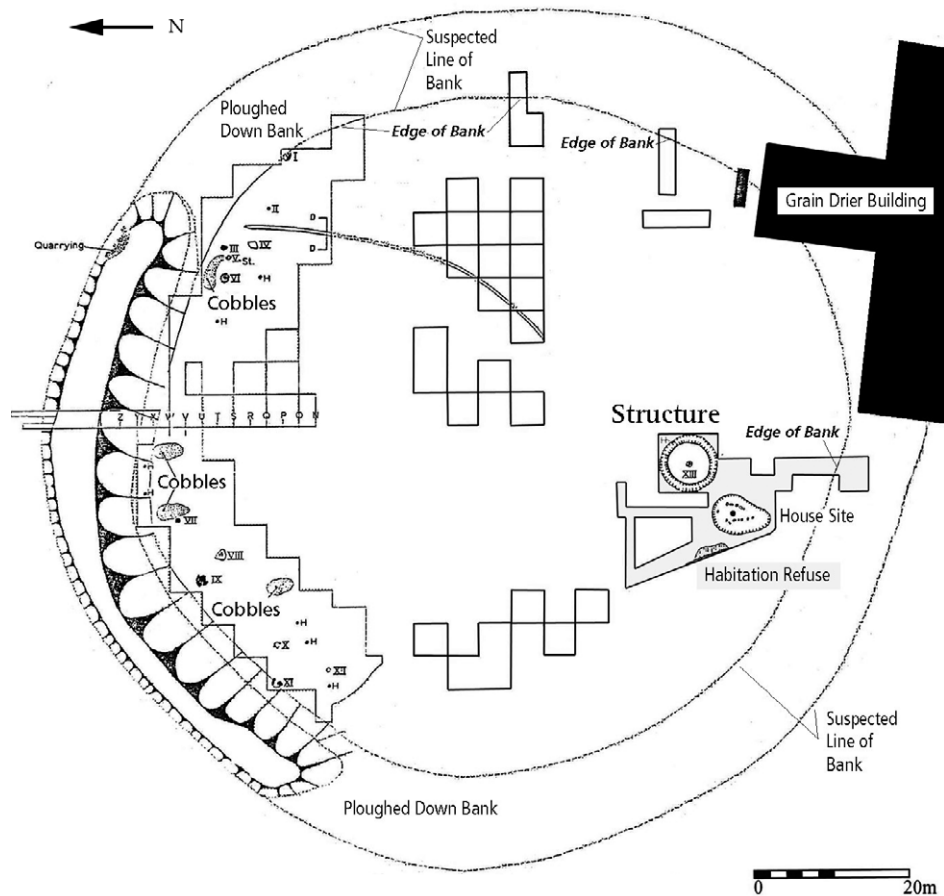 N
Suspected
Line of
Bank
Ploughed
Down Bank
Edge of Bank
Edge of Bank
Grain Drier Building
I
II
III
IV
V
St.
VI
H
D
D
Quarrying
Cobbles
H
Z Y X W V U T S R Q P O N
Structure
H
XIII
Edge of Bank
H
Cobbles
H
VII
House Site
VIII
IX
Habitation Refuse
Cobbles
H
X
H
XI
XII
H
Suspected
Line of
Bank
Ploughed Down Bank
0
20m